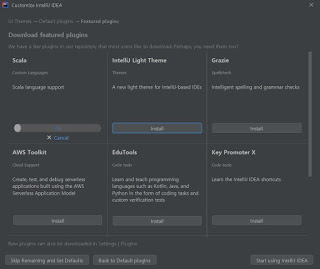 Customize IntelliJ IDEA
UI Themes → Default plugins → Featured plugins
Download featured plugins
We have a few plugins in our repository that most users like to download. Perhaps, you need them too?
Scala
Custom Languages
Scala language support
Cancel
IntelliJ Light Theme
Themes
A new light theme for IntelliJ-based IDEs
Install
Grazie
Spellcheck
Intelligent spelling and grammar checks
Install
AWS Toolkit
Cloud Support
Create, test, and debug serverless
applications built using the AWS
Serverless Application Model
Install
EduTools
Code tools
Learn and teach programming
languages such as Kotlin, Java, and
Python in the form of coding tasks and
custom verification tests
Install
Key Promoter X
Code tools
Learn the IntelliJ IDEA shortcuts
Install
New plugins can also be downloaded in Settings | Plugins
Skip Remaining and Set Defaults
Back to Default plugins
Start using IntelliJ IDEA